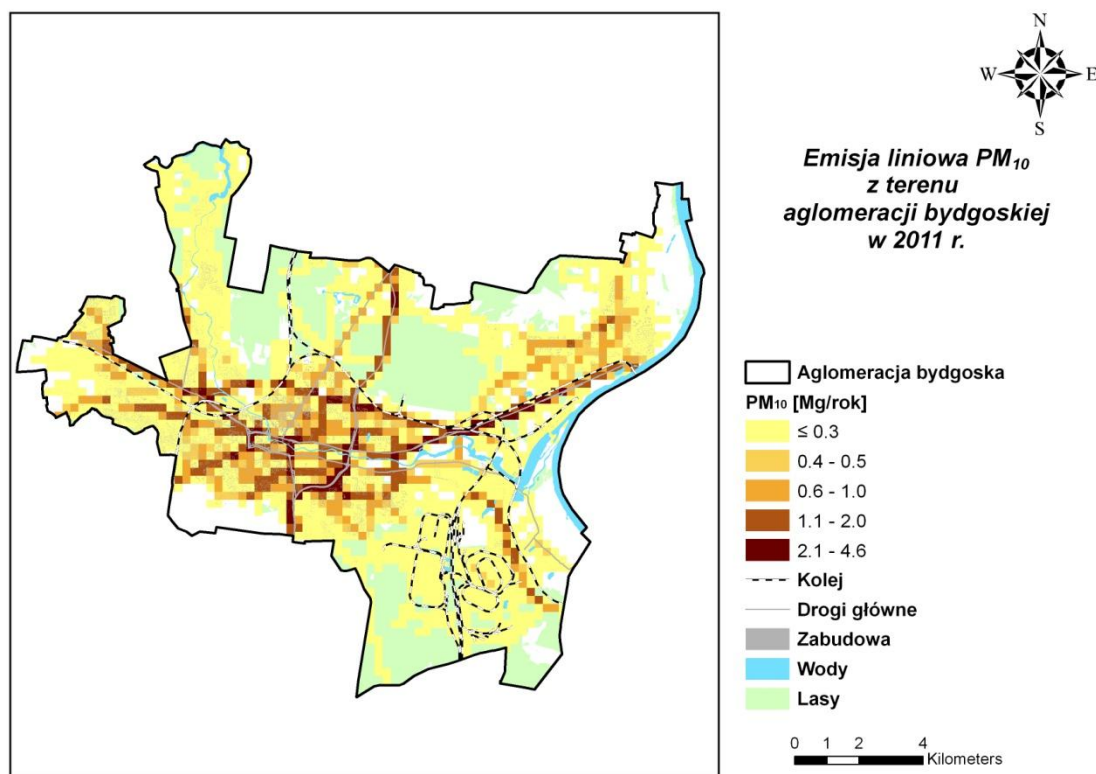 N
W E
S
Emisja liniowa PM10
z terenu
aglomeracji bydgoskiej
w 2011 r.
Aglomeracja bydgoska
PM10 [Mg/rok]
≤ 0.3
0.4 - 0.5
0.6 - 1.0
1.1 - 2.0
2.1 - 4.6
Kolej
Drogi główne
Zabudowa
Wody
Lasy
0 1 2 4
Kilometers